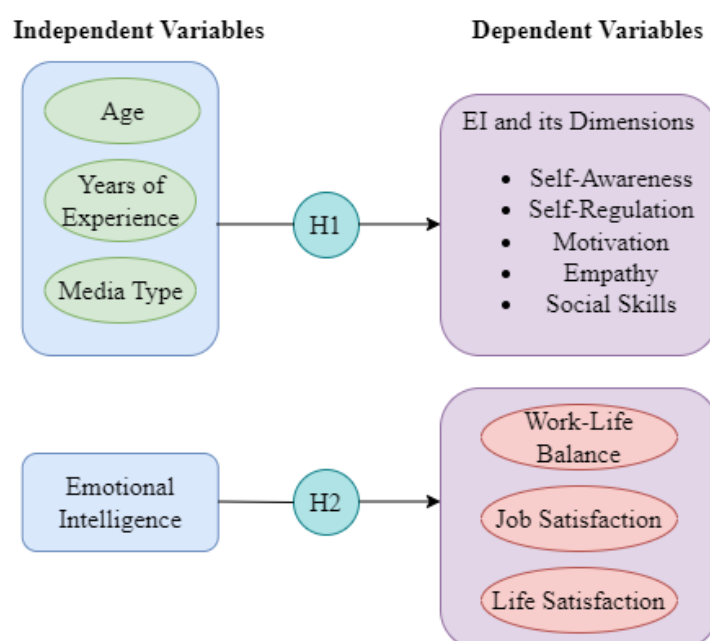 Independent Variables
Dependent Variables
Age
Years of
Experience
Media Type
H1
EI and its Dimensions
• Self-Awareness
• Self-Regulation
• Motivation
• Empathy
• Social Skills
Emotional
Intelligence
H2
Work-Life
Balance
Job Satisfaction
Life Satisfaction